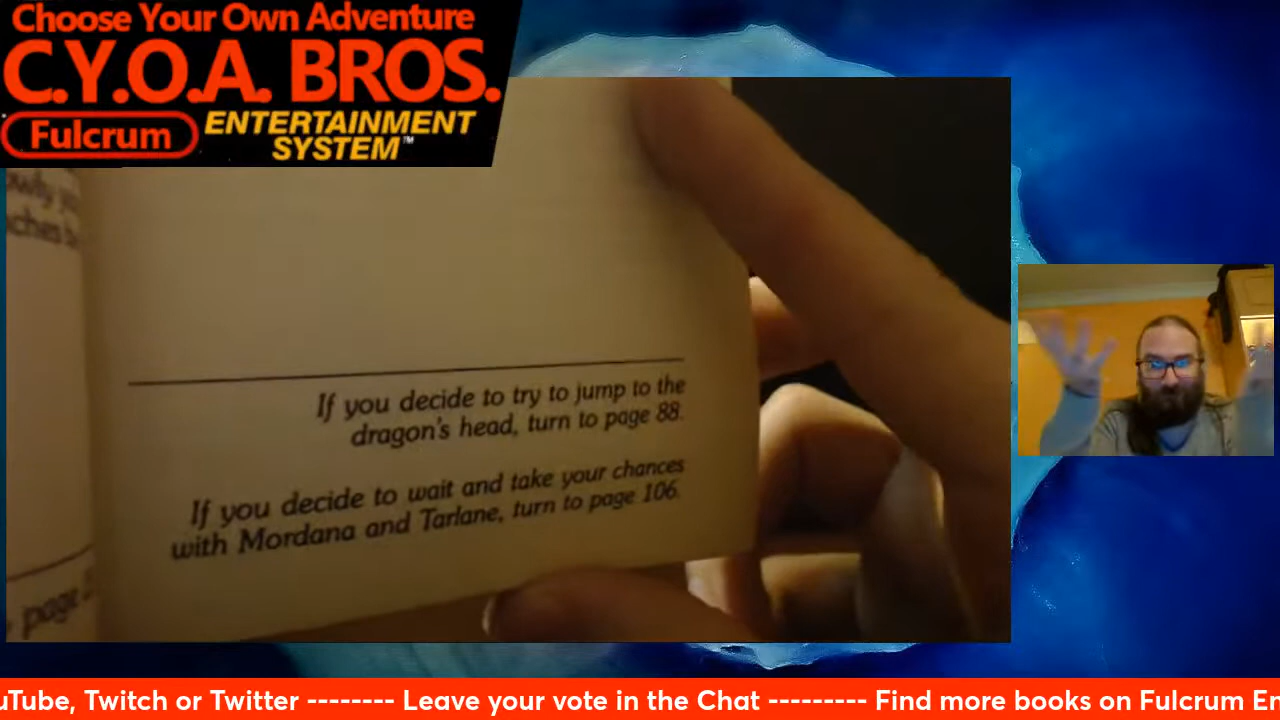 Choose Your Own Adventure
C.Y.O.A. BROS.
Fulcrum
ENTERTAINMENT
SYSTEM™
If you decide to try to jump to the
dragon's head, turn to page 88.
If you decide to wait and take your chances
with Mordana and Tarlane, turn to page 106.
page
uTube, Twitch or Twitter -------- Leave your vote in the Chat --------- Find more books on Fulcrum En